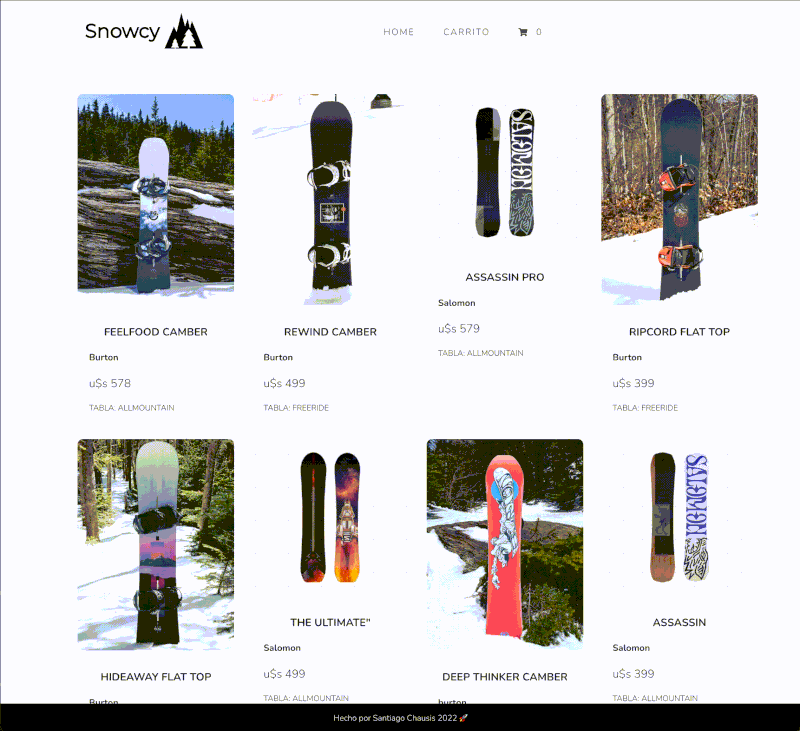 Snowcy
HOME
CARRITO
0
FEELFOOD CAMBER
Burton
u$s 578
TABLA: ALLMOUNTAIN
REWIND CAMBER
Burton
u$s 499
TABLA: FREERIDE
SALOMON
ASSASSIN PRO
Salomon
u$s 579
TABLA: ALLMOUNTAIN
RIPCORD FLAT TOP
Burton
u$s 399
TABLA: FREERIDE
HIDEAWAY FLAT TOP
Burton
THE ULTIMATE"
Salomon
u$s 499
TABLA: ALLMOUNTAIN
DEEP THINKER CAMBER
burton
SALOMON
ASSASSIN
Salomon
u$s 399
TABLA: ALLMOUNTAIN
Hecho por Santiago Chausis 2022 🚀